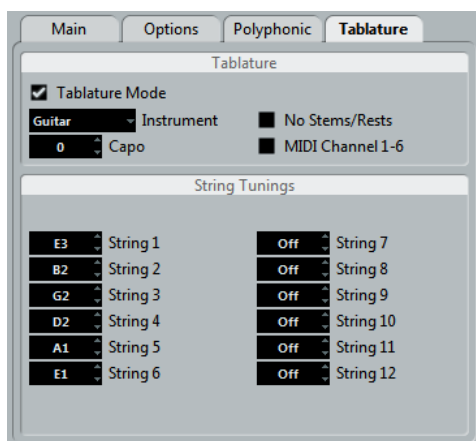 Main Options Polyphonic Tablature
Tablature
Tablature Mode
Guitar Instrument No Stems/Rests
0 Capo MIDI Channel 1-6
String Tunings
E3 String 1 Off String 7
B2 String 2 Off String 8
G2 String 3 Off String 9
D2 String 4 Off String 10
A1 String 5 Off String 11
E1 String 6 Off String 12